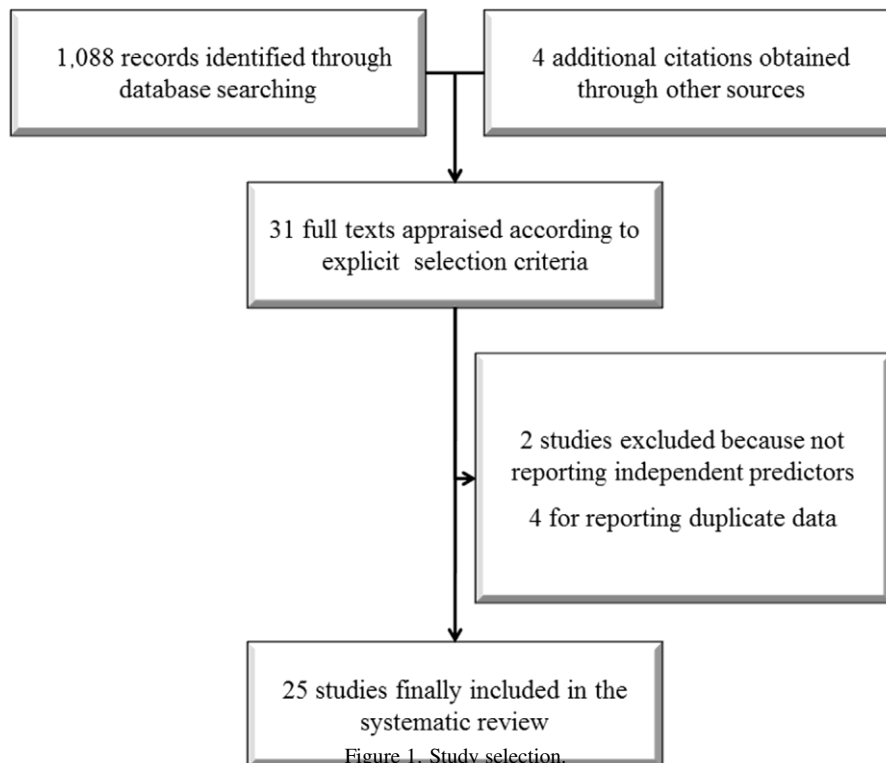 1,088 records identified through
database searching
4 additional citations obtained
through other sources
31 full texts appraised according to
explicit selection criteria
2 studies excluded because not
reporting independent predictors
4 for reporting duplicate data
25 studies finally included in the
systematic review
Figure 1. Study selection.